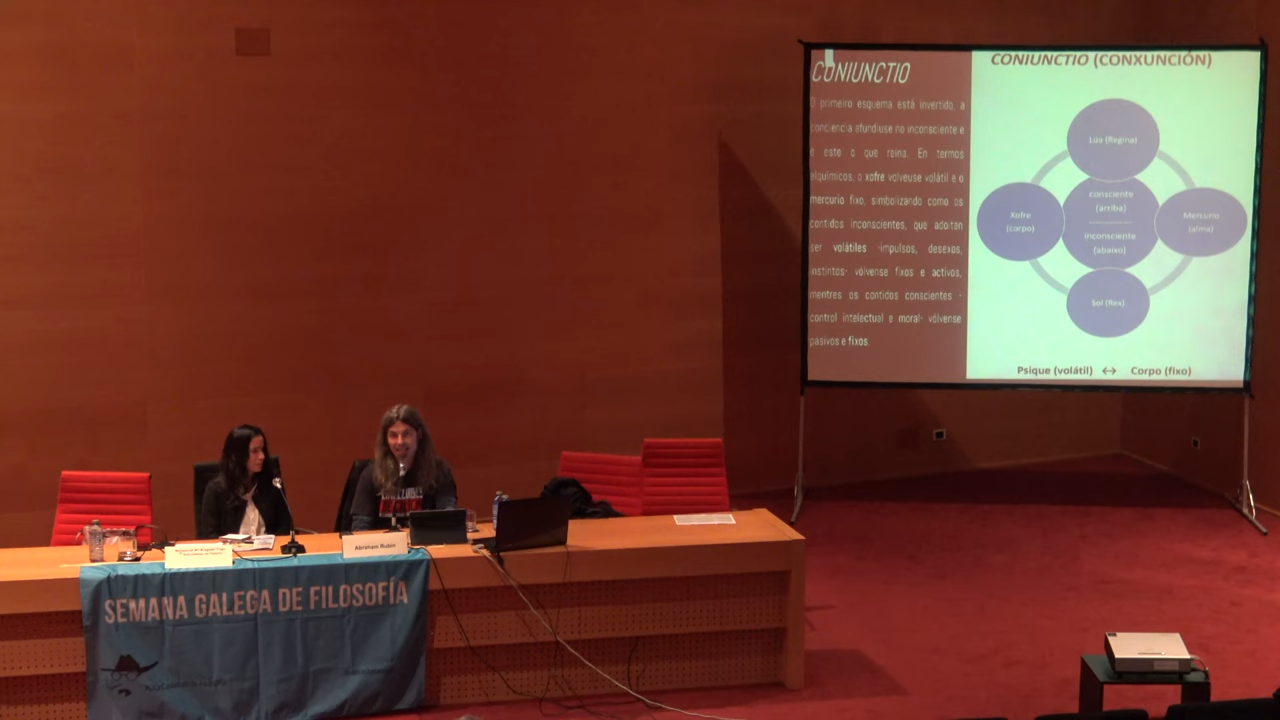 CONIUNCTIO
O primeiro esquema está invertido, a
conciencia afundiuse no inconsciente e
é este o que reina. En termos
alquímicos, o xofre volveuse volátil e o
mercurio fixo, simbolizando como os
contidos inconscientes, que adoitan
ser volátiles -impulsos, desexos,
instintos- vólvense fixos e activos,
mentres os contidos conscientes -
control intelectual e moral- vólvense
pasivos e fixos.
CONIUNCTIO (CONXUNCIÓN)
Lúa (Regina)
Xofre
(corpo)
consciente
(arriba)
inconsciente
(abaixo)
Mercurio
(alma)
Sol (Rex)
Psique (volátil) ↔ Corpo (fixo)
Abraham Rubín
SEMANA GALEGA DE FILOSOFÍA